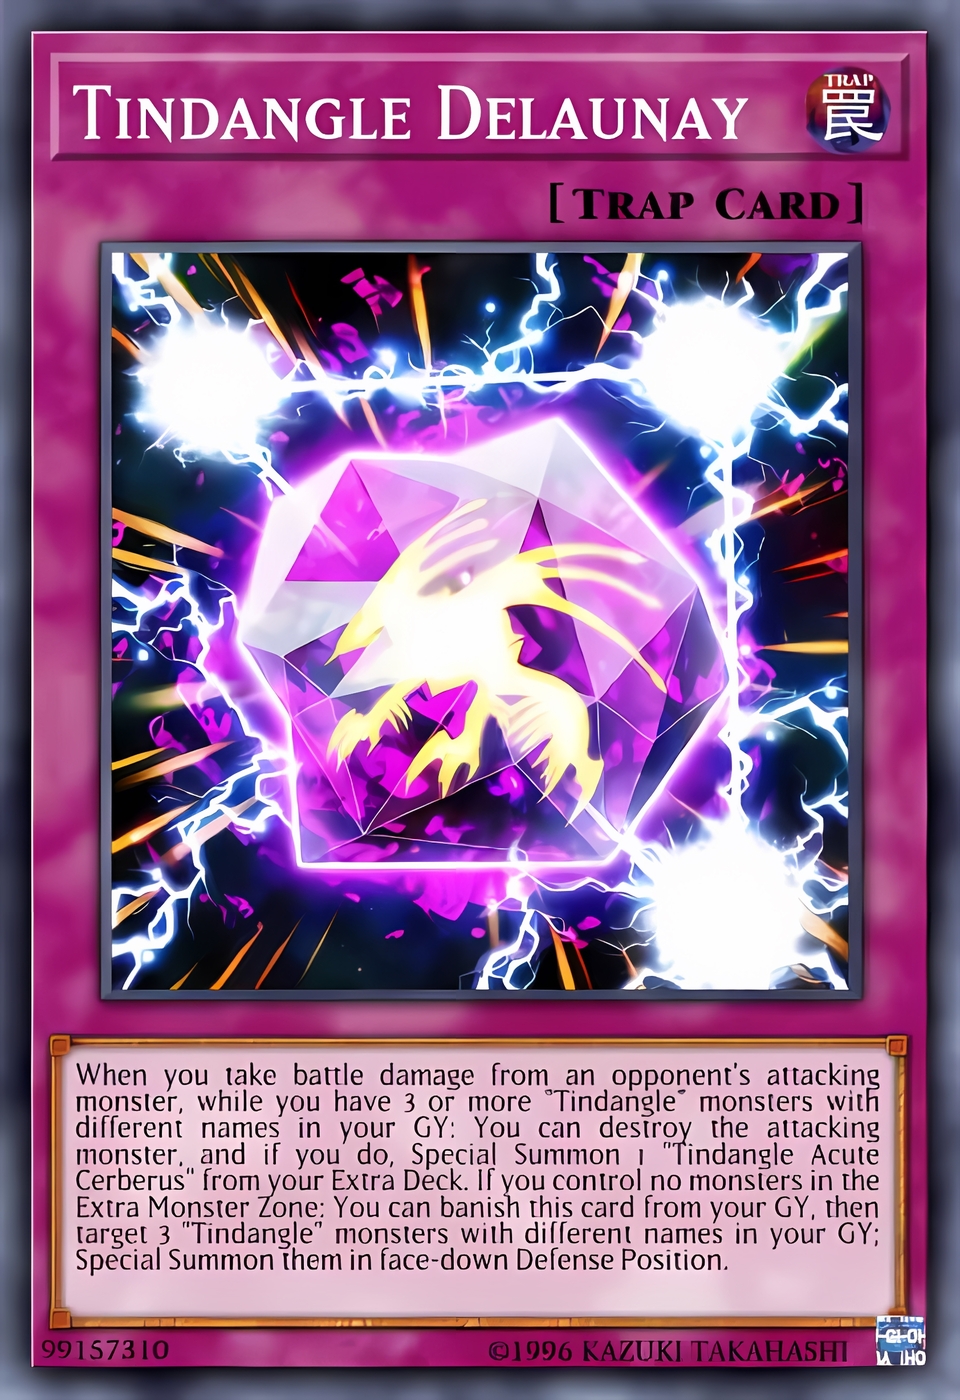 TINDANGLE DELAUNAY
TRAP
罠
[TRAP CARD]
When you take battle damage from an opponent's attacking
monster, while you have 3 or more "Tindangle" monsters with
different names in your GY: You can destroy the attacking
monster, and if you do, Special Summon 1 "Tindangle Acute
Cerberus" from your Extra Deck. If you control no monsters in the
Extra Monster Zone: You can banish this card from your GY, then
target 3 "Tindangle" monsters with different names in your GY;
Special Summon them in face-down Defense Position.
99157310
©1996 KAZUKI TAKAHASHI